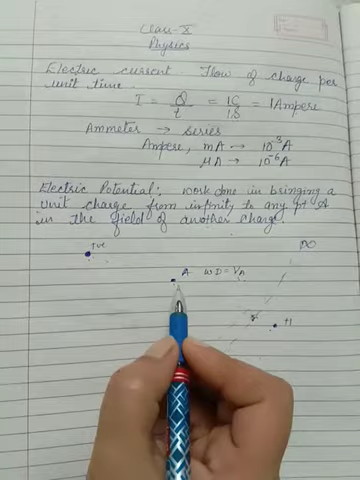 Class-X
Physics
Electric current: Flow of charge per
unit time.
I = Q/t = 1C/1S = 1 Ampere
Ammeter → series
Ampere, mA → 10⁻³A
μA → 10⁻⁶A
Electric Potential: work done in bringing a
unit charge from infinity to any pt A
in the field of another charge
+ve
∞
A WD = VA
+1